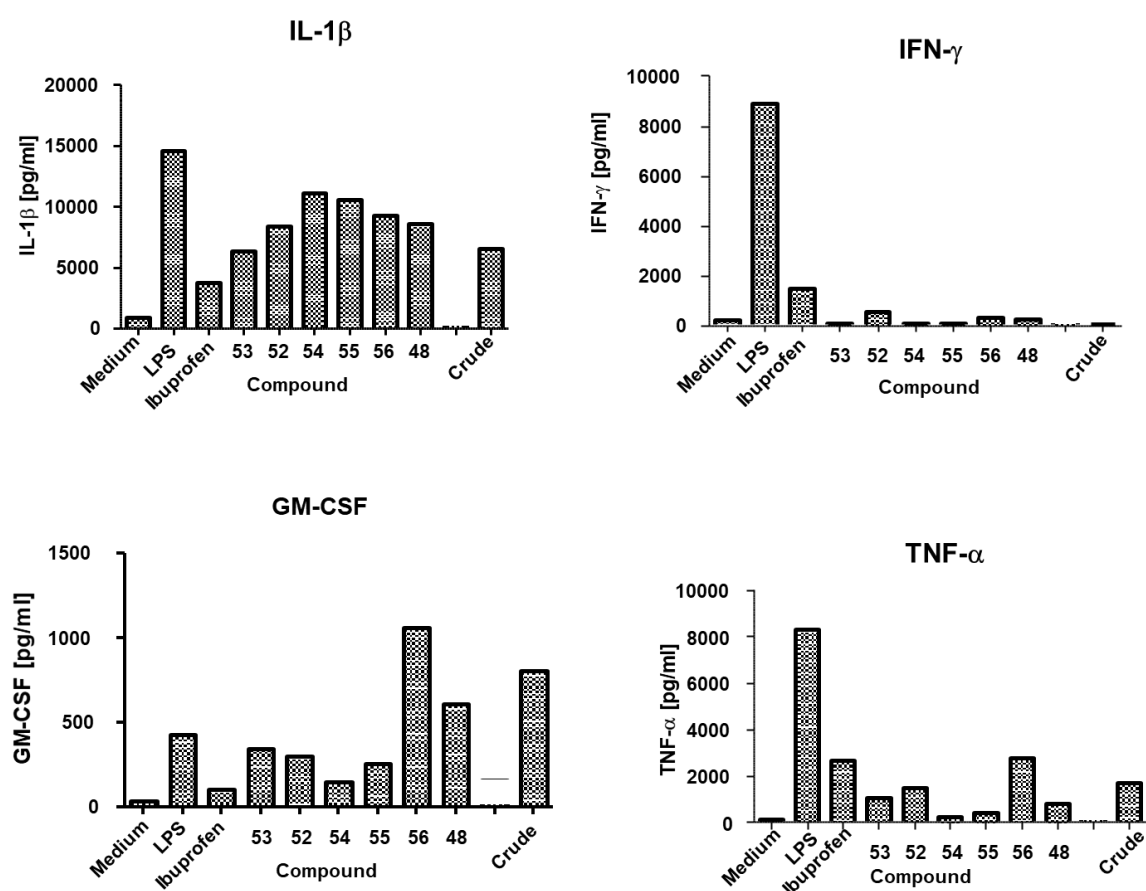 IL-1β
IL-1β [pg/ml]
20000
15000
10000
5000
0
Medium
LPS
Ibuprofen
53
52
54
55
56
48
Crude
Compound
IFN-γ
IFN-γ [pg/ml]
10000
8000
6000
4000
2000
0
Medium
LPS
Ibuprofen
53
52
54
55
56
48
Crude
Compound
GM-CSF
GM-CSF [pg/ml]
1500
1000
500
0
Medium
LPS
Ibuprofen
53
52
54
55
56
48
Crude
Compound
TNF-α
TNF-α [pg/ml]
10000
8000
6000
4000
2000
0
Medium
LPS
Ibuprofen
53
52
54
55
56
48
Crude
Compound